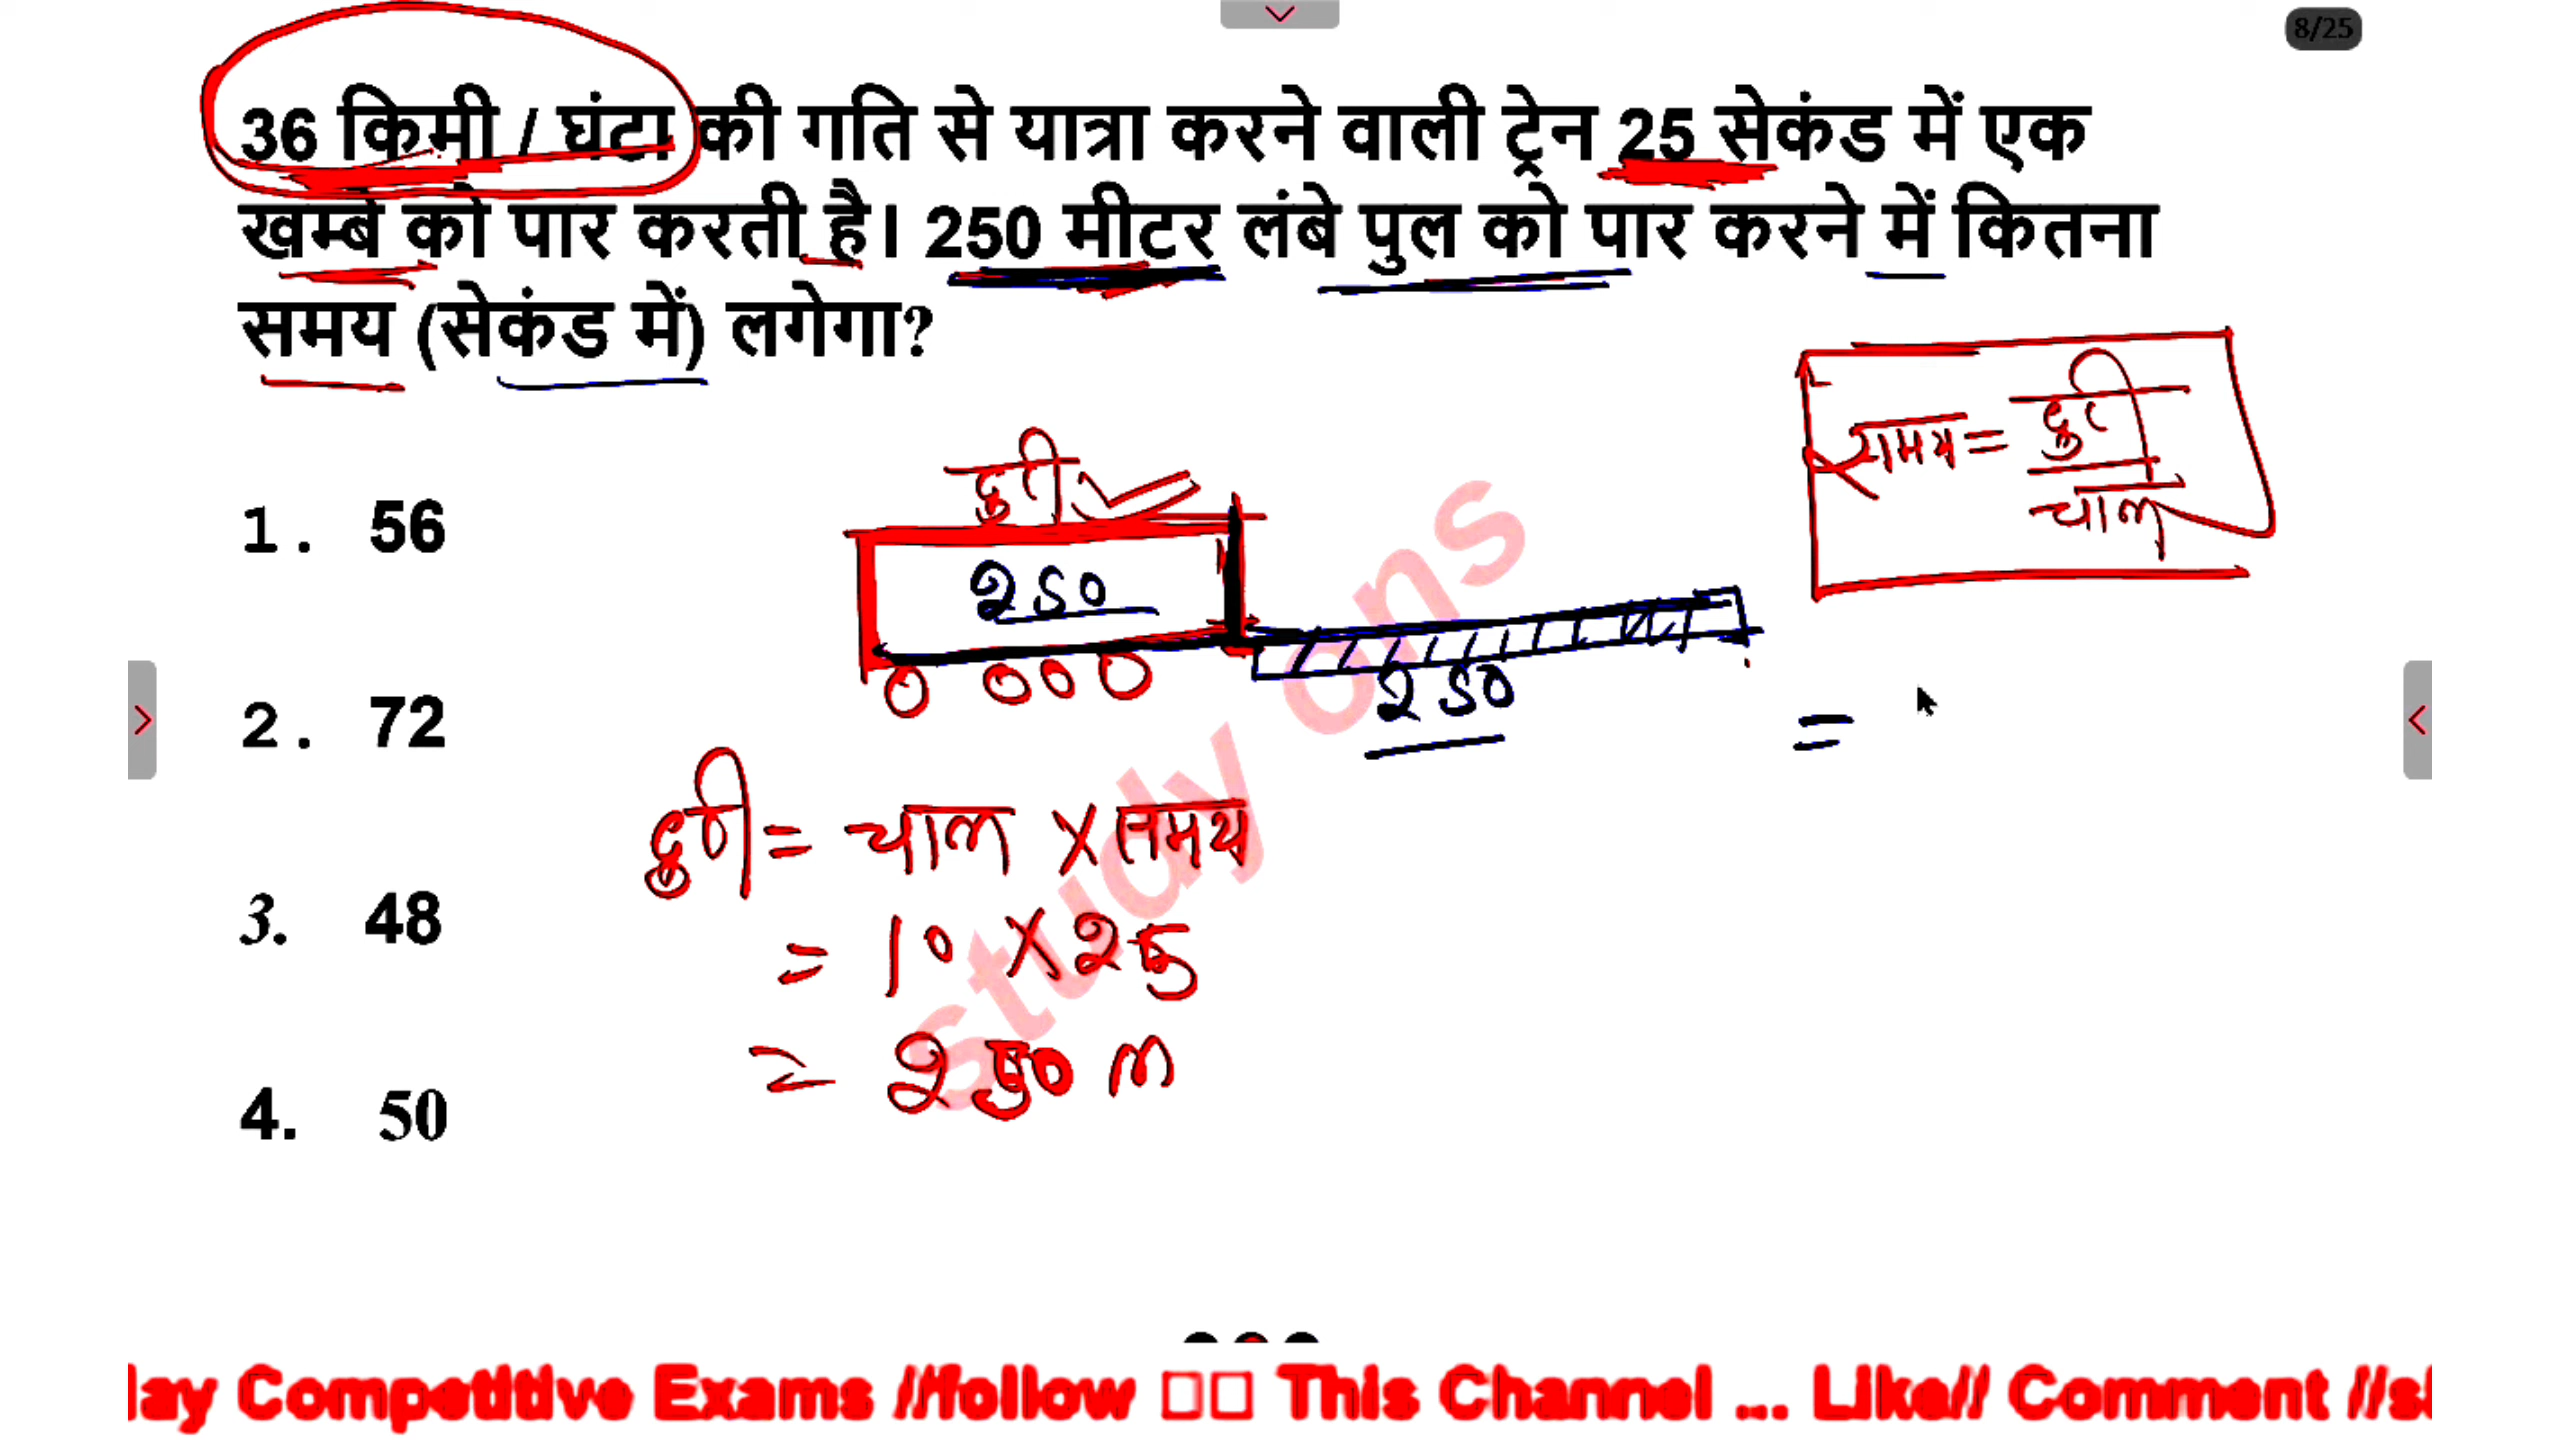 8/25
36 किमी / घंटा की गति से यात्रा करने वाली ट्रेन 25 सेकंड में एक
खम्बे को पार करती है। 250 मीटर लंबे पुल को पार करने में कितना
समय (सेकंड में) लगेगा?
समय = दुरी
चाल
दुरी
1. 56
250
2. 72
250
=
दुरी = चाल X समय
3. 48
= 10 X 25
= 250 m
4. 50
study ons
lay Competitive Exams //follow This Channel ... Like// Comment //s